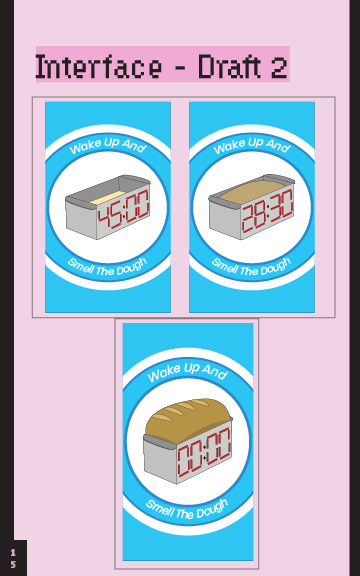 Interface - Draft 2
Wake Up And
45:00
Smell The Dough
Wake Up And
28:30
Smell The Dough
Wake Up And
00:00
Smell The Dough
1
5